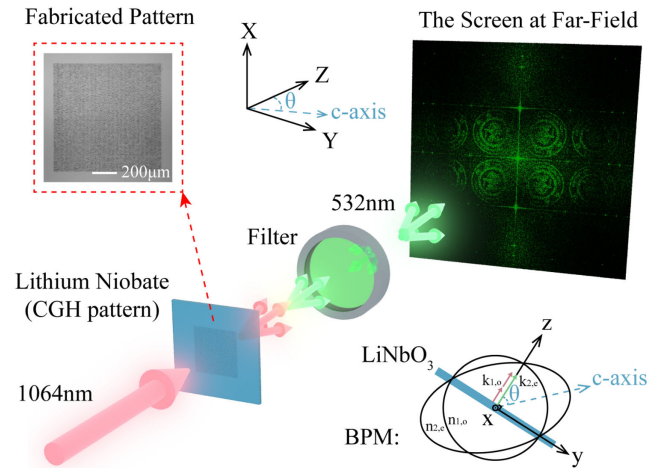 Fabricated Pattern
200μm
X
Z
θ
c-axis
Y
The Screen at Far-Field
532nm
Filter
Lithium Niobate
(CGH pattern)
1064nm
LiNbO3
z
k1,o
k2,e
θ
c-axis
n2,e
n1,o
x
y
BPM: